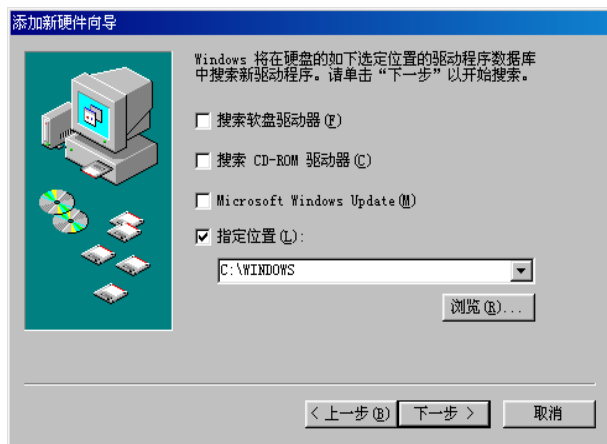 添加新硬件向导
Windows 将在硬盘的如下选定位置的驱动程序数据库
中搜索新驱动程序。请单击“下一步”以开始搜索。
搜索软盘驱动器(F)
搜索 CD-ROM 驱动器(C)
Microsoft Windows Update(M)
指定位置(L):
C:\WINDOWS
浏览(R)...
< 上一步(B)
下一步 >
取消